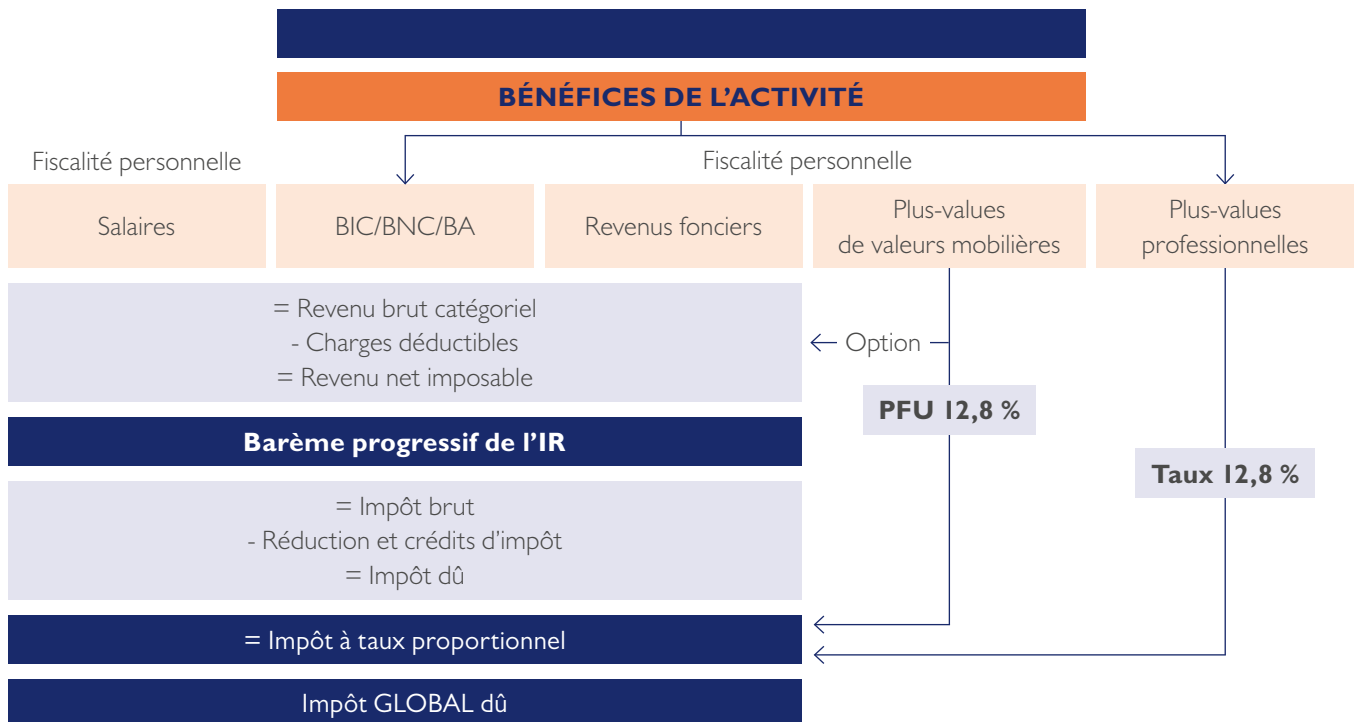 BÉNÉFICES DE L’ACTIVITÉ
Fiscalité personnelle
Fiscalité personnelle
Salaires
BIC/BNC/BA
Revenus fonciers
Plus-values
de valeurs mobilières
Plus-values
professionnelles
= Revenu brut catégoriel
- Charges déductibles
= Revenu net imposable
Option
PFU 12,8 %
Barème progressif de l’IR
Taux 12,8 %
= Impôt brut
- Réduction et crédits d’impôt
= Impôt dû
= Impôt à taux proportionnel
Impôt GLOBAL dû